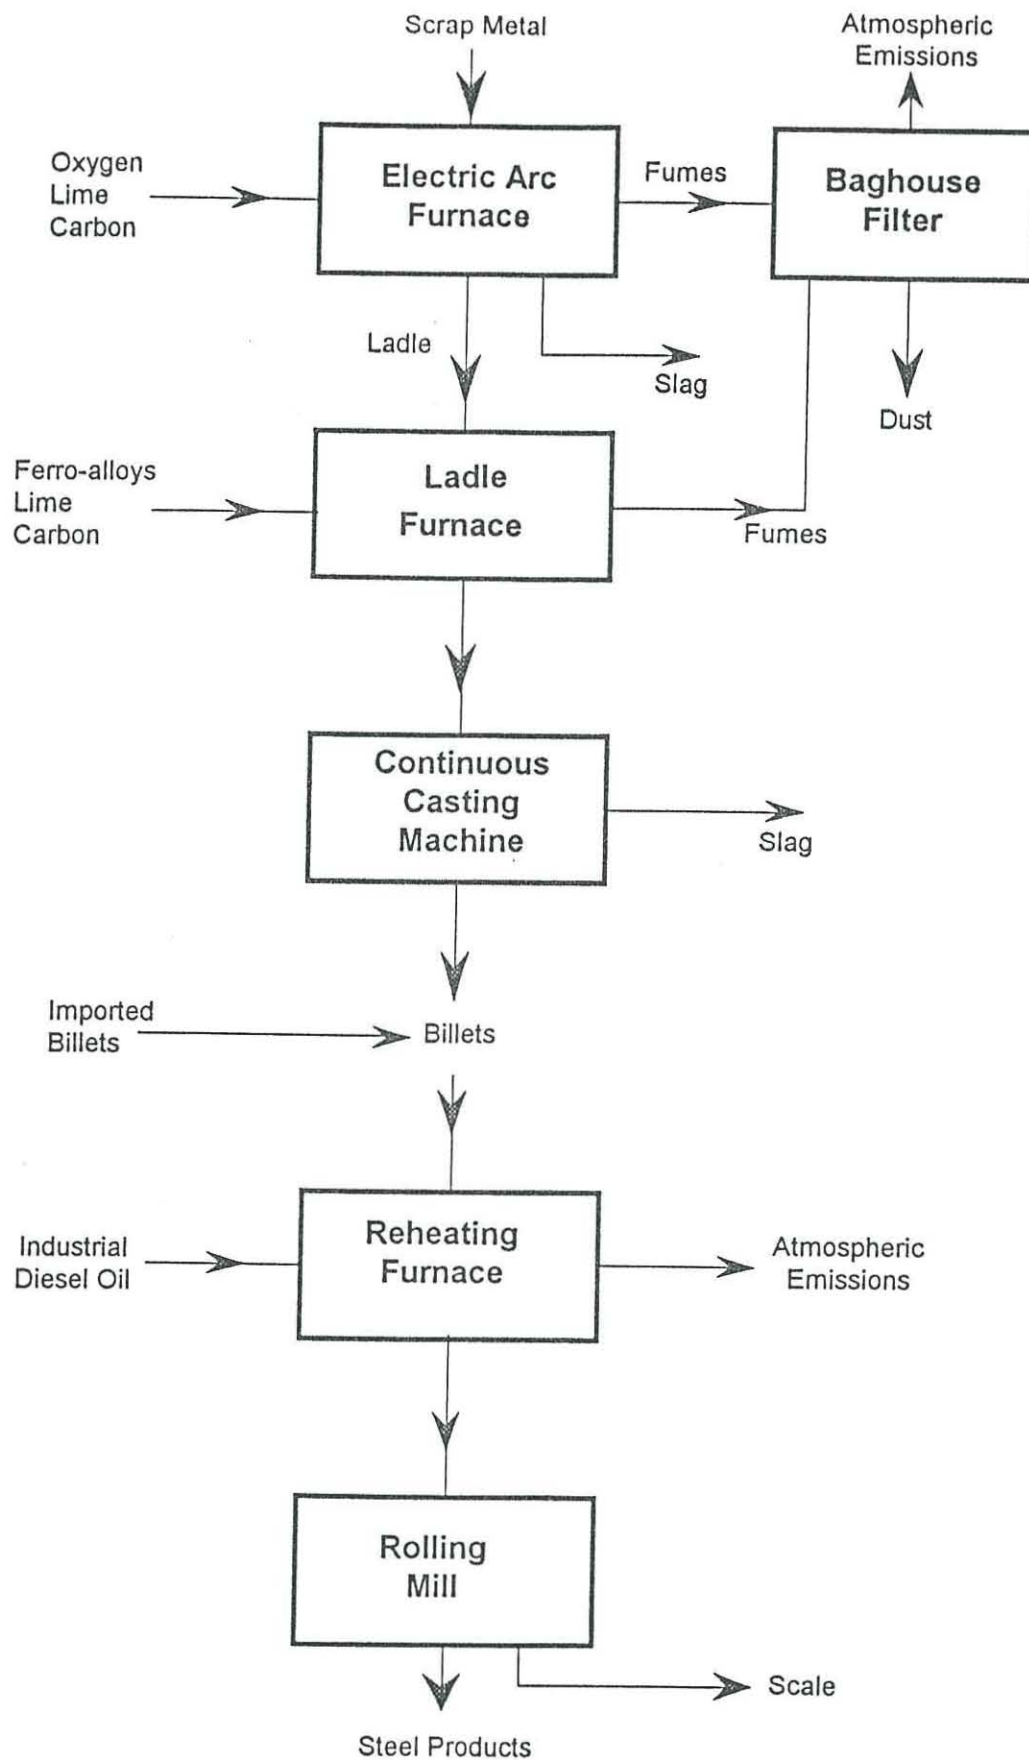 Scrap Metal
Atmospheric
Emissions
Oxygen
Lime
Carbon
Electric Arc
Furnace
Fumes
Baghouse
Filter
Ladle
Slag
Dust
Ferro-alloys
Lime
Carbon
Ladle
Furnace
Fumes
Continuous
Casting
Machine
Slag
Imported
Billets
Billets
Industrial
Diesel Oil
Reheating
Furnace
Atmospheric
Emissions
Rolling
Mill
Scale
Steel Products